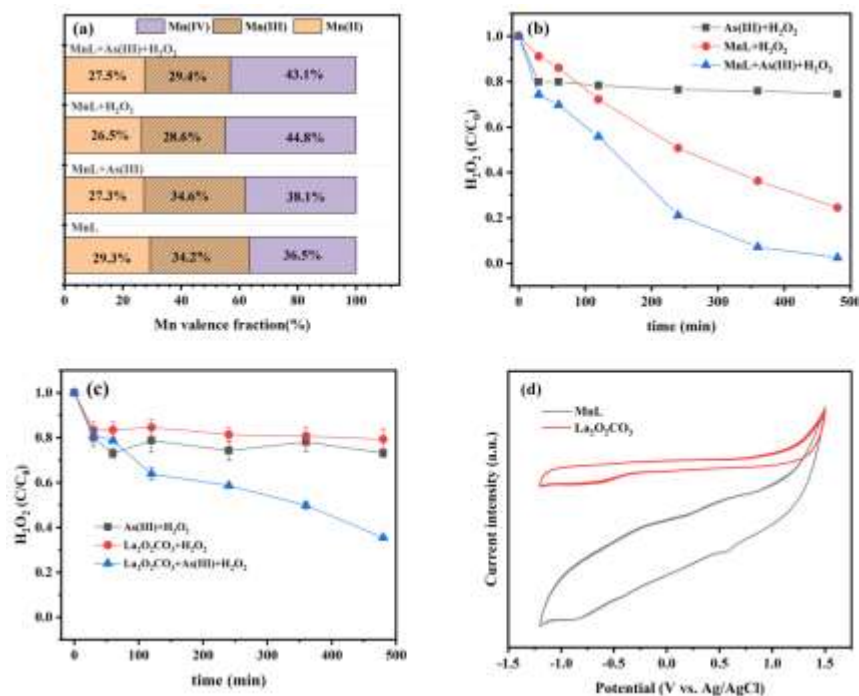 (a)
Mn(IV) Mn(III) Mn(II)
MnL+As(III)+H₂O₂
27.5% 29.4% 43.1%
MnL+H₂O₂
26.5% 28.6% 44.8%
MnL+As(III)
27.3% 34.6% 38.1%
MnL
29.3% 34.2% 36.5%
0 20 40 60 80 100
Mn valence fraction(%)
(b)
As(III)+H₂O₂
MnL+H₂O₂
MnL+As(III)+H₂O₂
H₂O₂ (C/C₀)
1.0
0.8
0.6
0.4
0.2
0.0
0 100 200 300 400 500
time (min)
(c)
H₂O₂ (C/C₀)
1.0
0.8
0.6
0.4
0.2
0.0
As(III)+H₂O₂
La₂O₂CO₃+H₂O₂
La₂O₂CO₃+As(III)+H₂O₂
0 100 200 300 400 500
time (min)
(d)
MnL
La₂O₂CO₃
Current intensity (a.u.)
-1.5 -1.0 -0.5 0.0 0.5 1.0 1.5
Potential (V vs. Ag/AgCl)